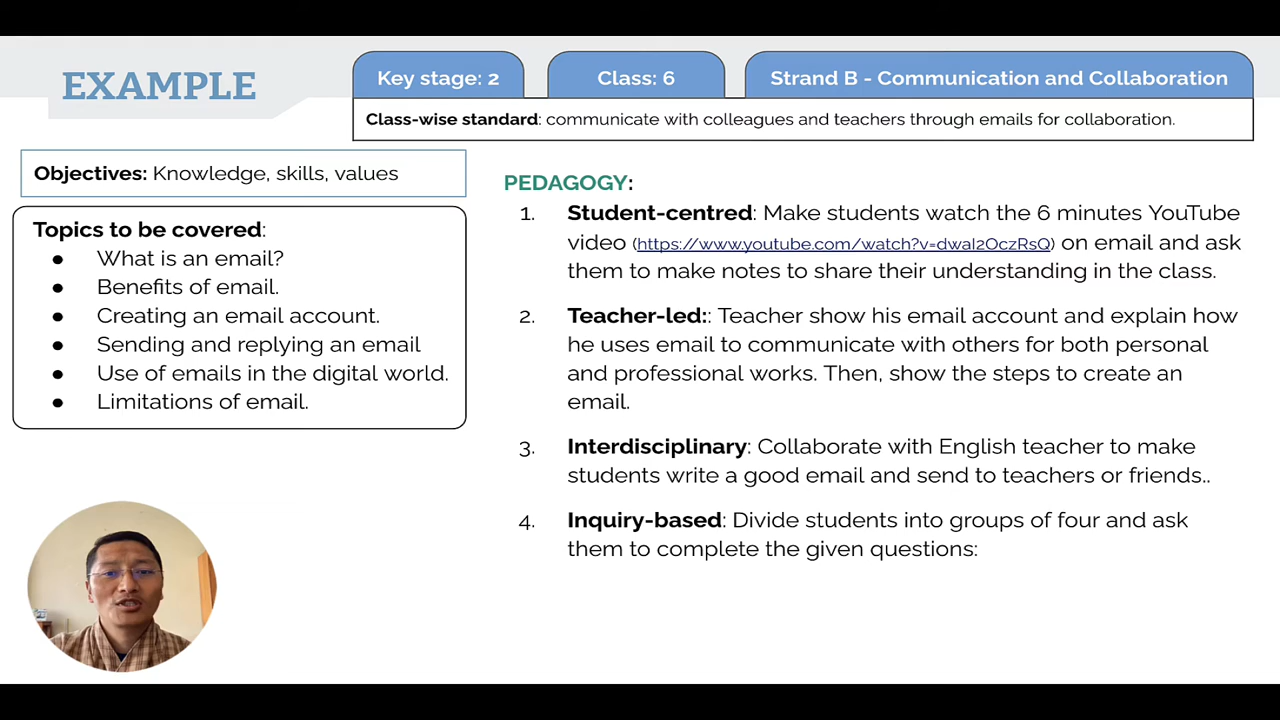 EXAMPLE
Key stage: 2
Class: 6
Strand B - Communication and Collaboration
Class-wise standard: communicate with colleagues and teachers through emails for collaboration.
Objectives: Knowledge, skills, values
Topics to be covered:
● What is an email?
● Benefits of email.
● Creating an email account.
● Sending and replying an email
● Use of emails in the digital world.
● Limitations of email.
PEDAGOGY:
1. Student-centred: Make students watch the 6 minutes YouTube
video (https://www.youtube.com/watch?v=dwaI2OczRsQ) on email and ask
them to make notes to share their understanding in the class.
2. Teacher-led:: Teacher show his email account and explain how
he uses email to communicate with others for both personal
and professional works. Then, show the steps to create an
email.
3. Interdisciplinary: Collaborate with English teacher to make
students write a good email and send to teachers or friends..
4. Inquiry-based: Divide students into groups of four and ask
them to complete the given questions: